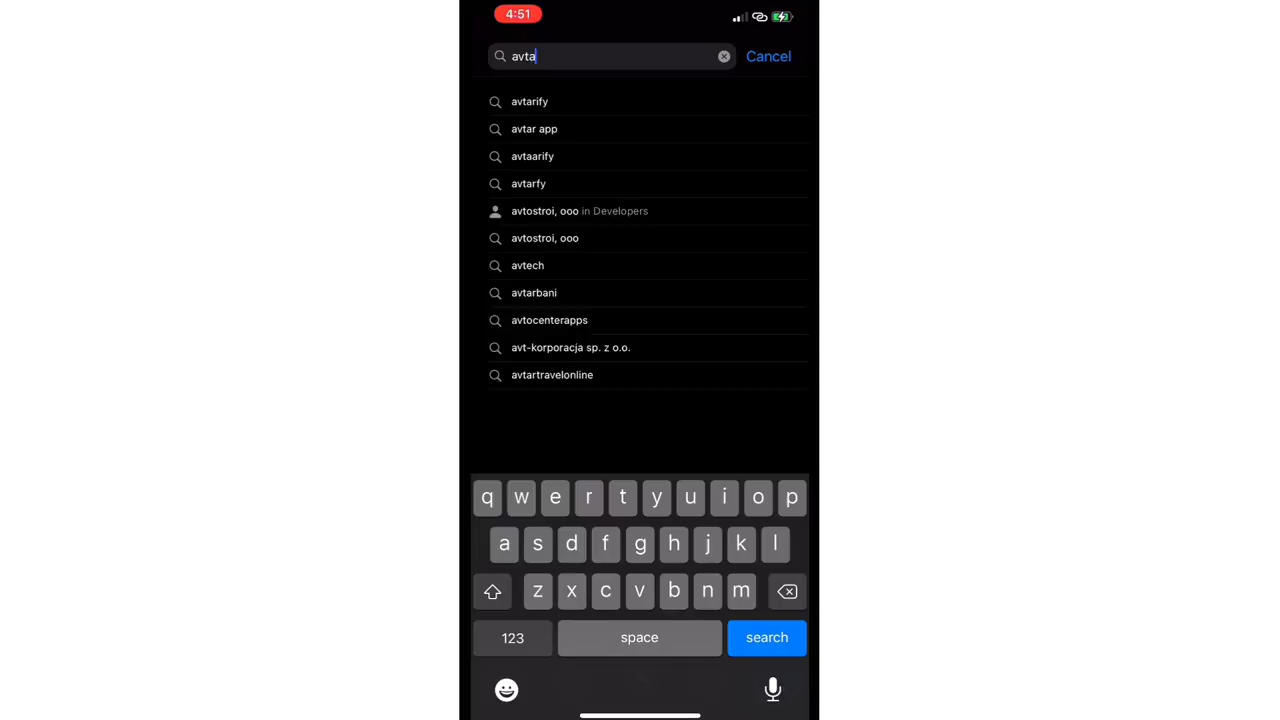 4:51
avta
Cancel
avtarify
avtar app
avtaarify
avtarfy
avtostroi, ooo in Developers
avtostroi, ooo
avtech
avtarbani
avtocenterapps
avt-korporacja sp. z o.o.
avtartravelonline
q w e r t y u i o p
a s d f g h j k l
z x c v b n m
123 space search